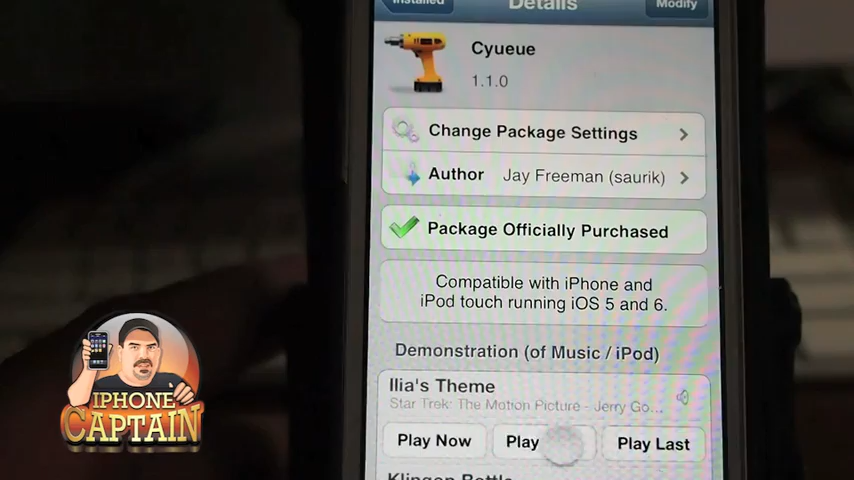 Installed
Details
Modify
Cyueue
1.1.0
Change Package Settings
Author Jay Freeman (saurik)
Package Officially Purchased
Compatible with iPhone and
iPod touch running iOS 5 and 6.
Demonstration (of Music / iPod)
Ilia's Theme
Star Trek: The Motion Picture - Jerry Go...
Play Now
Play
Play Last
Klingon Battle
IPHONE
CAPTAIN